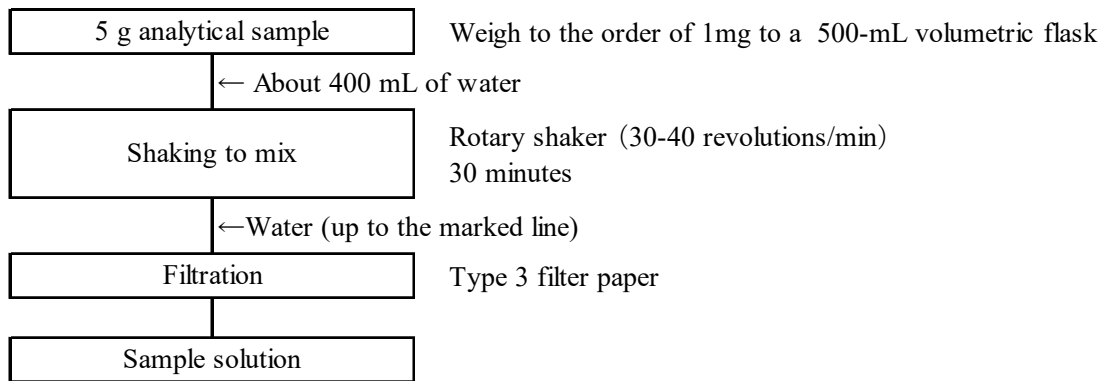 5 g analytical sample
Weigh to the order of 1mg to a 500-mL volumetric flask
← About 400 mL of water
Shaking to mix
Rotary shaker（30-40 revolutions/min）
30 minutes
←Water (up to the marked line)
Filtration
Type 3 filter paper
Sample solution